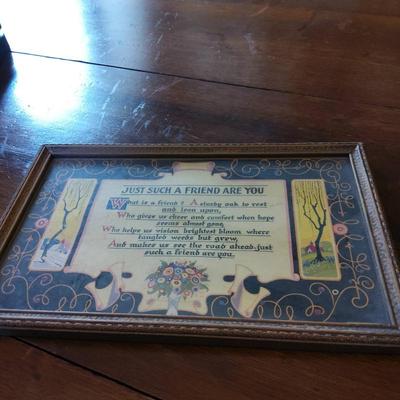 JUST SUCH A FRIEND ARE YOU
What is a friend? A sturdy oak to rest
and lean upon,
Who gives us cheer and comfort when hope
seems almost gone,
Who helps us vision brightest bloom where
tangled weeds but grew,
And makes us see the road ahead-just
such a friend are you.